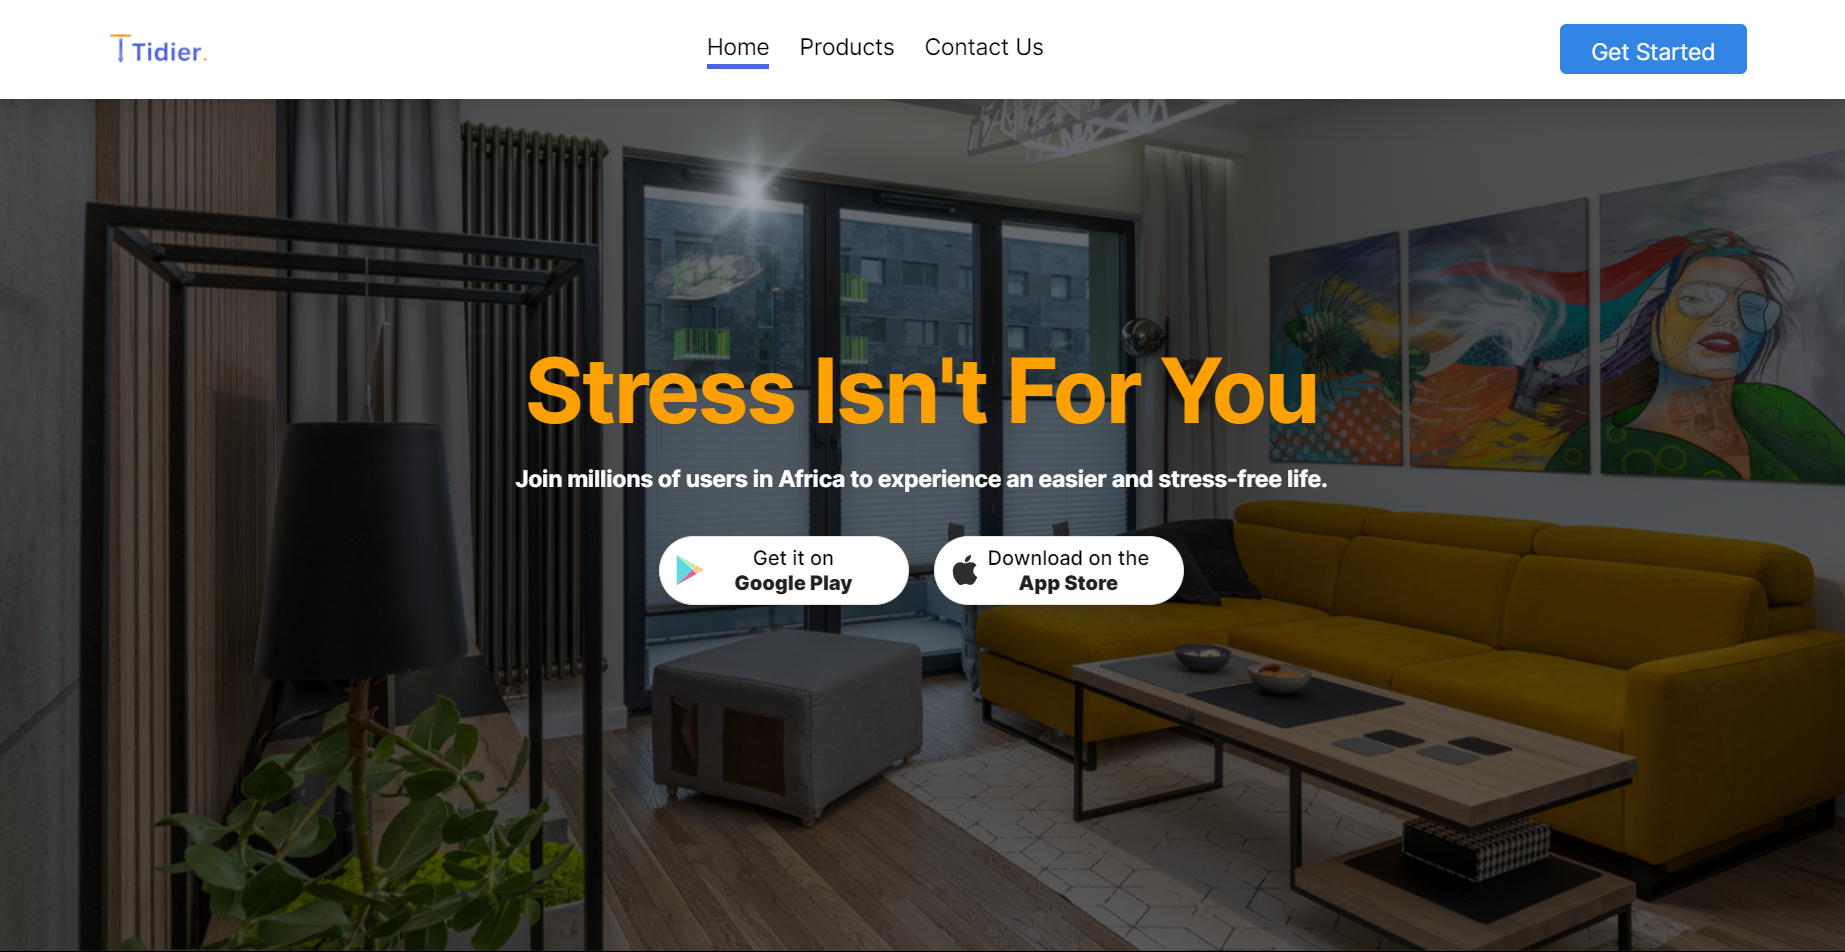 Tidier.
Home Products Contact Us
Get Started
Stress Isn't For You
Join millions of users in Africa to experience an easier and stress-free life.
Get it on
Google Play
Download on the
App Store